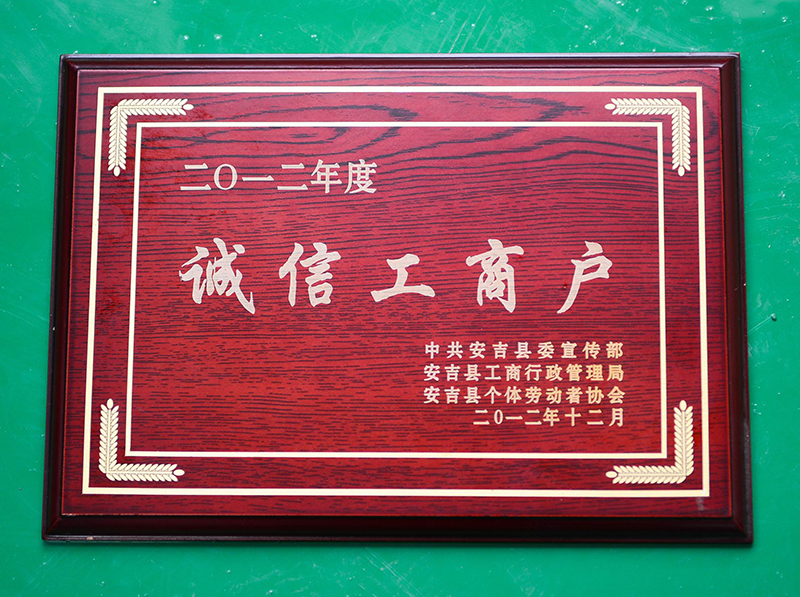 二〇一二年度
诚信工商户
中共安吉县委宣传部
安吉县工商行政管理局
安吉县个体劳动者协会
二〇一二年十二月